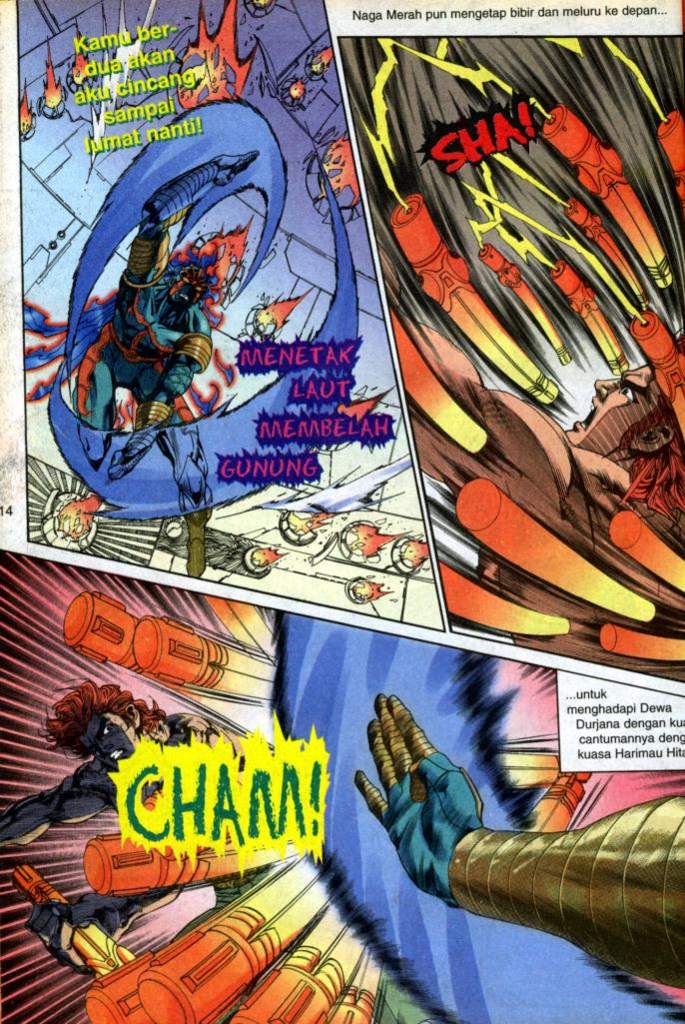 Kamu ber-
dua akan
aku cincang
sampai
lumat nanti!
MENETAK
LAUT
MEMBELAH
GUNUNG
Naga Merah pun mengetap bibir dan meluru ke depan...
SHA!
14
...untuk
menghadapi Dewa
Durjana dengan
cantumannya
kuasa Harimau
CHAM!